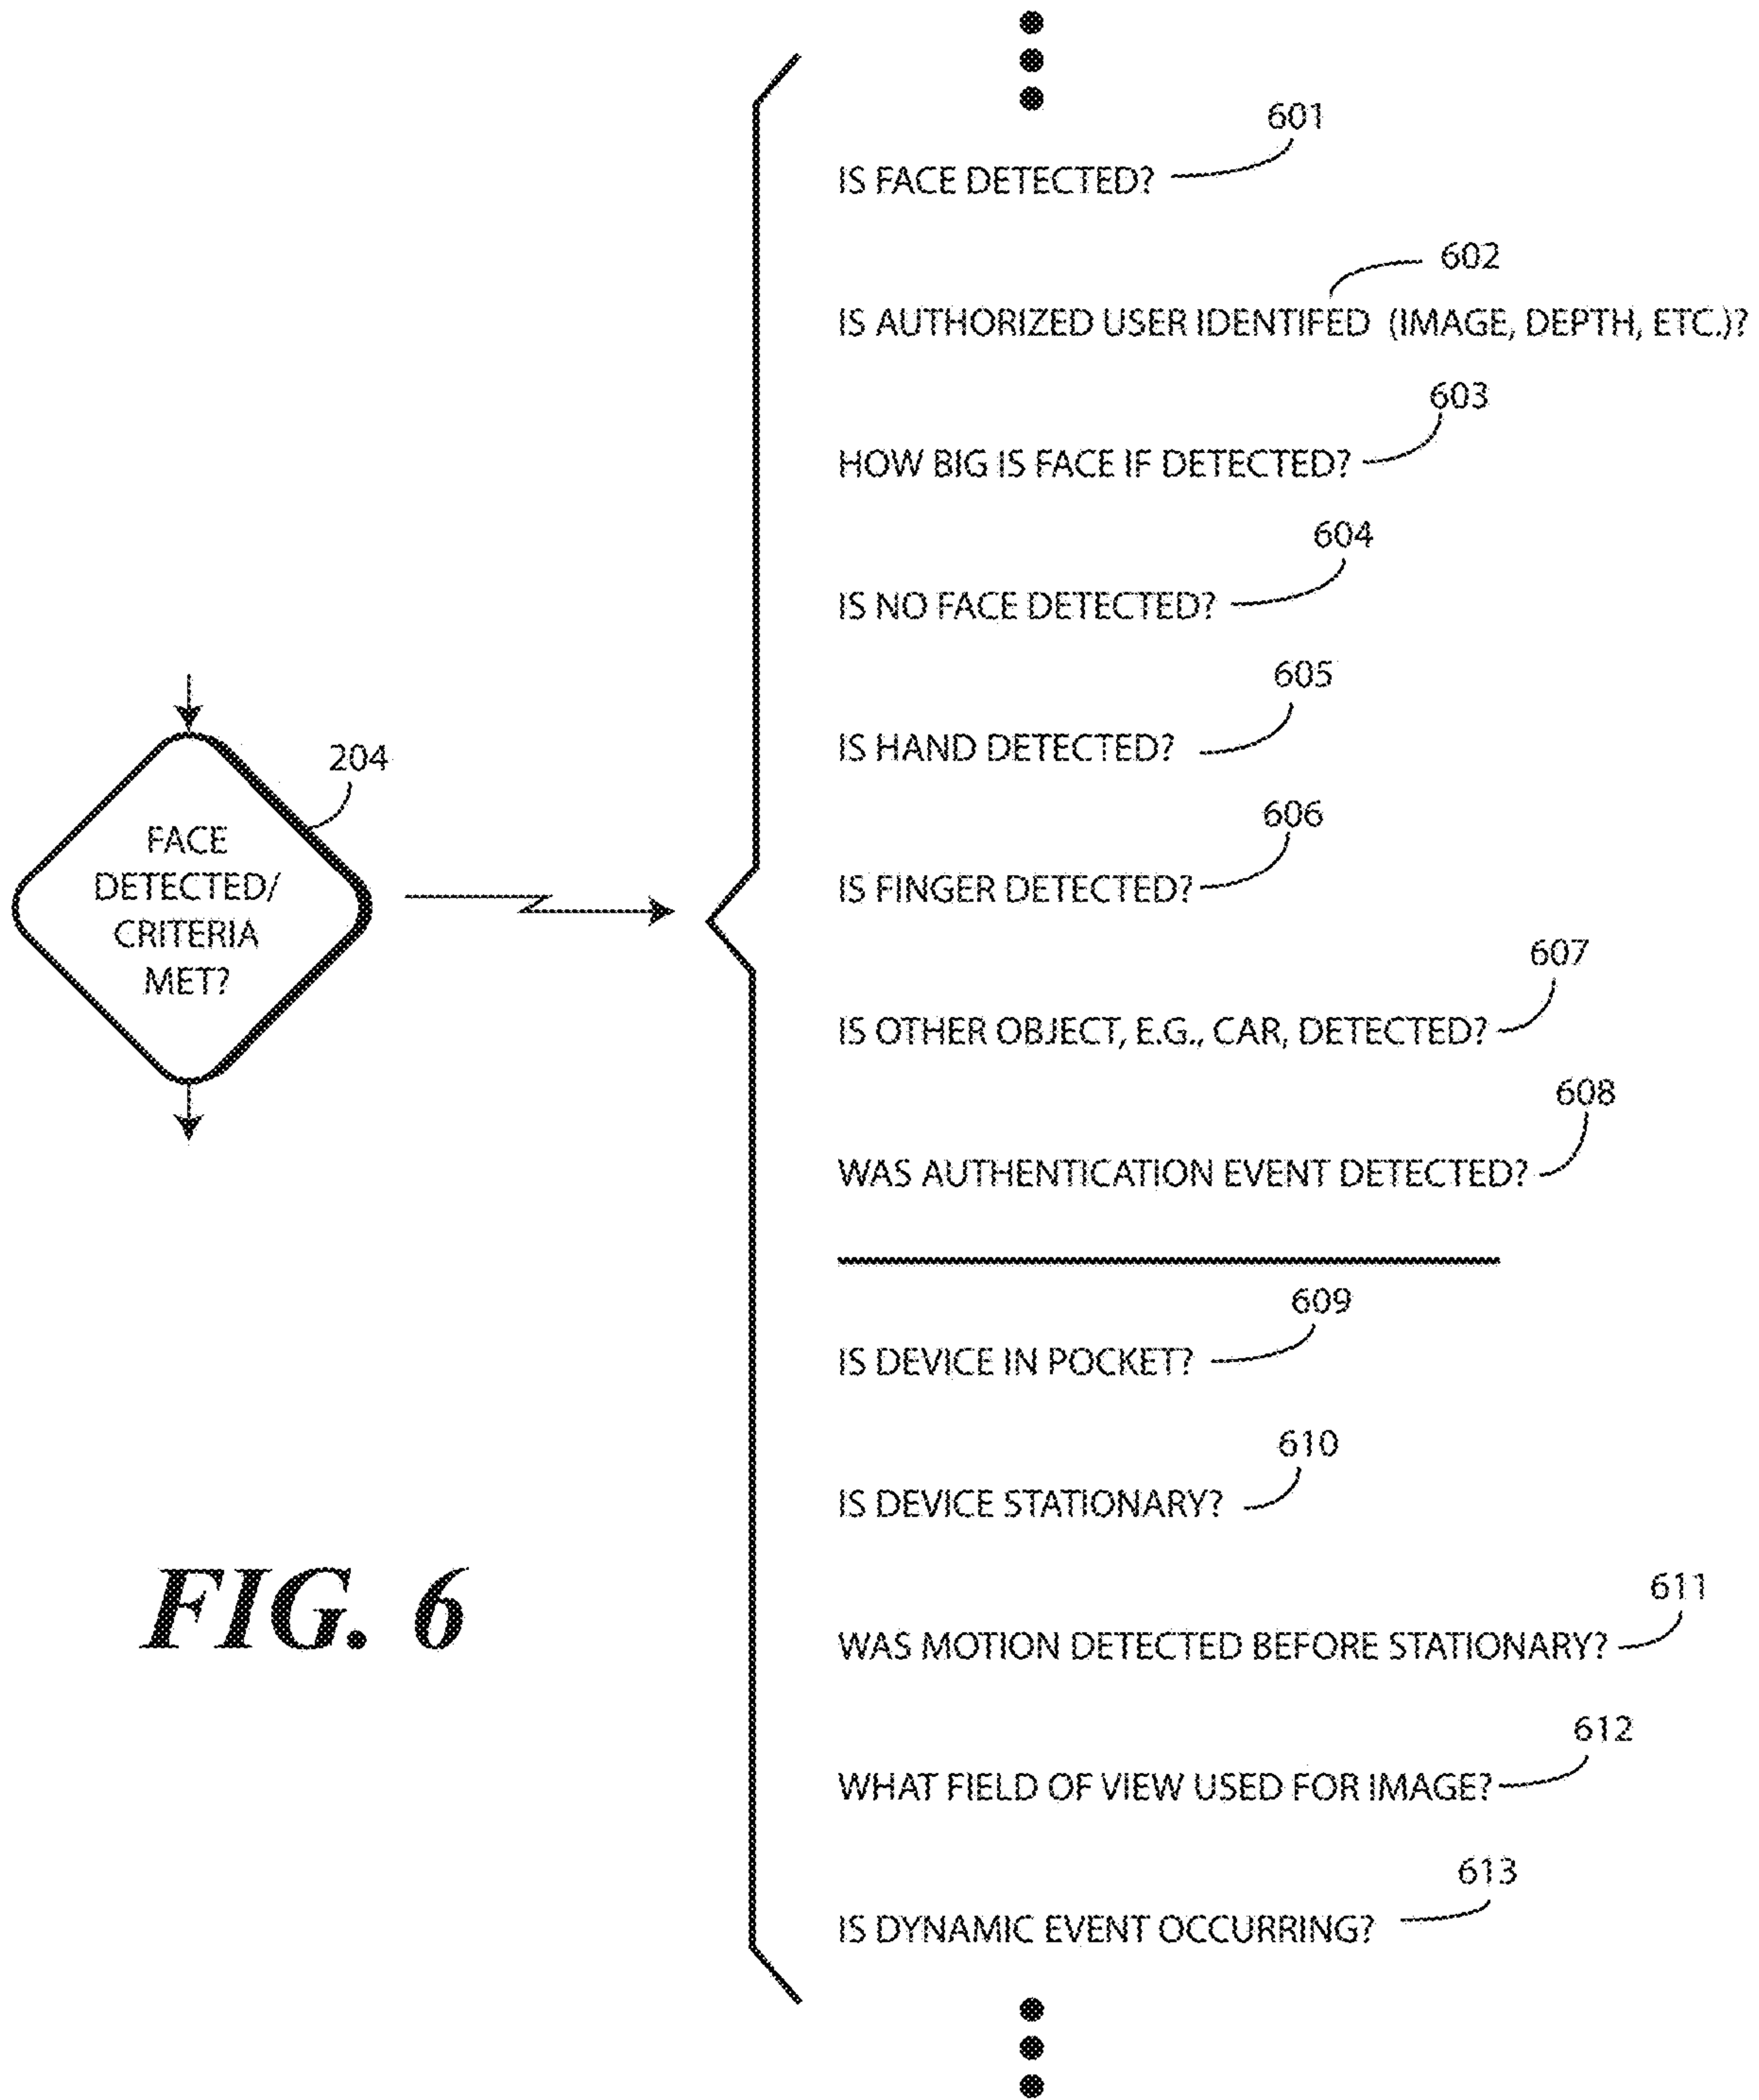 601
IS FACE DETECTED?
602
IS AUTHORIZED USER IDENTIFED (IMAGE, DEPTH, ETC.)?
603
HOW BIG IS FACE IF DETECTED?
604
IS NO FACE DETECTED?
605
IS HAND DETECTED?
204
FACE
DETECTED/
CRITERIA
MET?
606
IS FINGER DETECTED?
607
IS OTHER OBJECT, E.G., CAR, DETECTED?
608
WAS AUTHENTICATION EVENT DETECTED?
609
IS DEVICE IN POCKET?
610
IS DEVICE STATIONARY?
611
WAS MOTION DETECTED BEFORE STATIONARY?
612
WHAT FIELD OF VIEW USED FOR IMAGE?
613
IS DYNAMIC EVENT OCCURRING?
FIG. 6